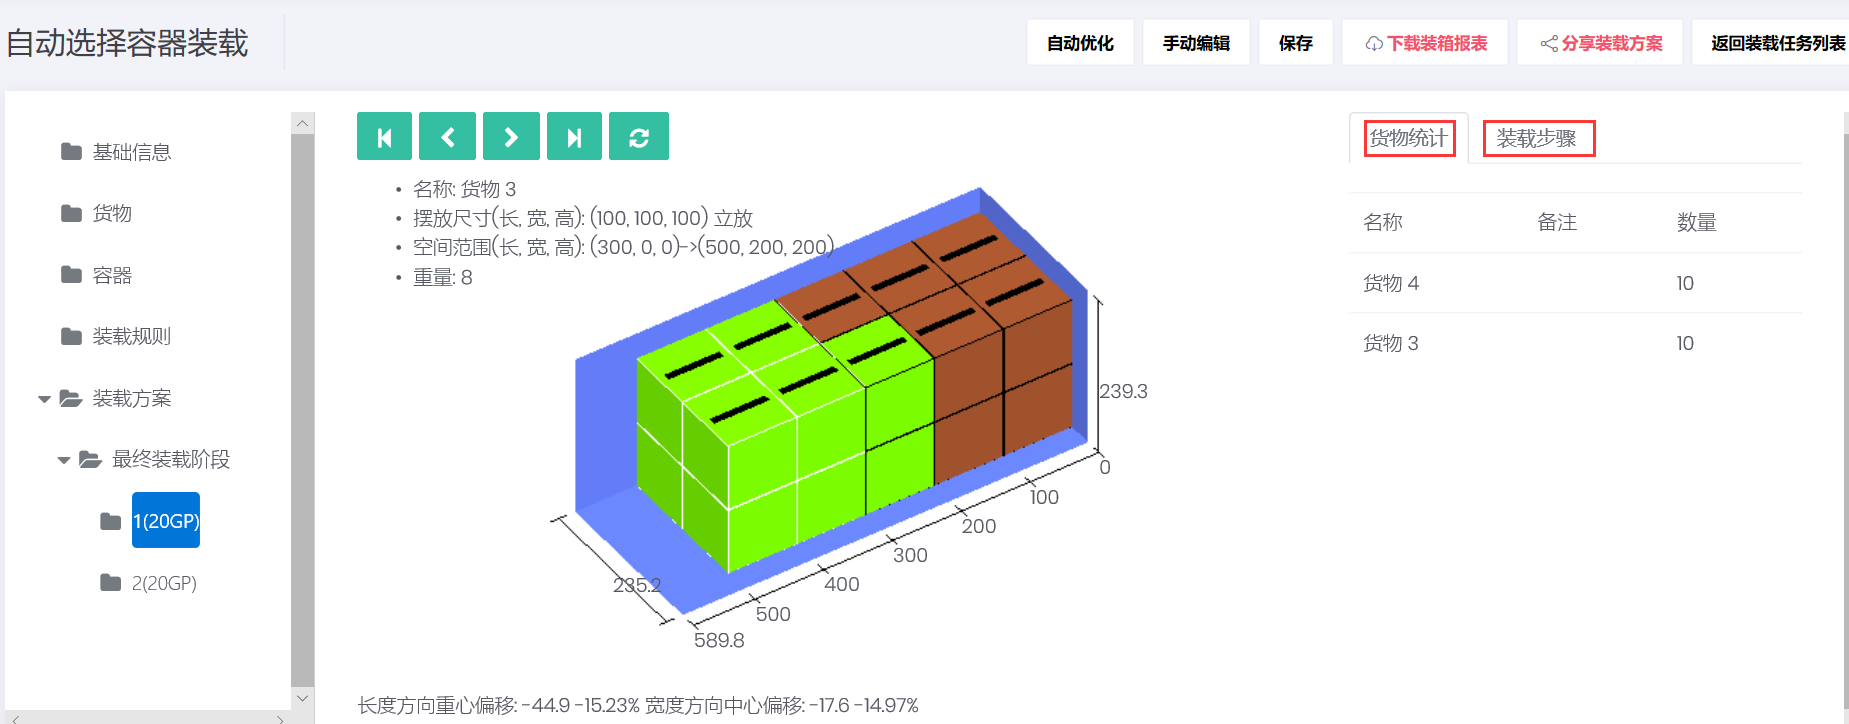 自动选择容器装载
自动优化
手动编辑
保存
下载装箱报表
分享装载方案
返回装载任务列表
基础信息
货物
容器
装载规则
装载方案
最终装载阶段
1(20GP)
2(20GP)
• 名称: 货物 3
• 摆放尺寸(长, 宽, 高): (100, 100, 100) 立放
• 空间范围(长, 宽, 高): (300, 0, 0)->(500, 200, 200)
• 重量: 8
239.3
0
100
200
300
400
500
589.8
235.2
长度方向重心偏移: -44.9 -15.23% 宽度方向中心偏移: -17.6 -14.97%
货物统计 装载步骤
名称 备注 数量
货物 4 10
货物 3 10